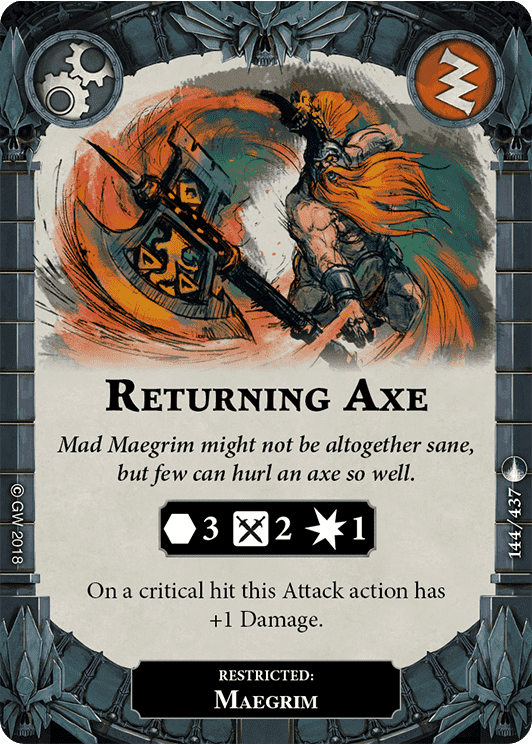 Returning Axe
Mad Maegrim might not be altogether sane,
but few can hurl an axe so well.
3 2 1
On a critical hit this Attack action has
+1 Damage.
RESTRICTED:
Maegrim
© GW 2018
144/437